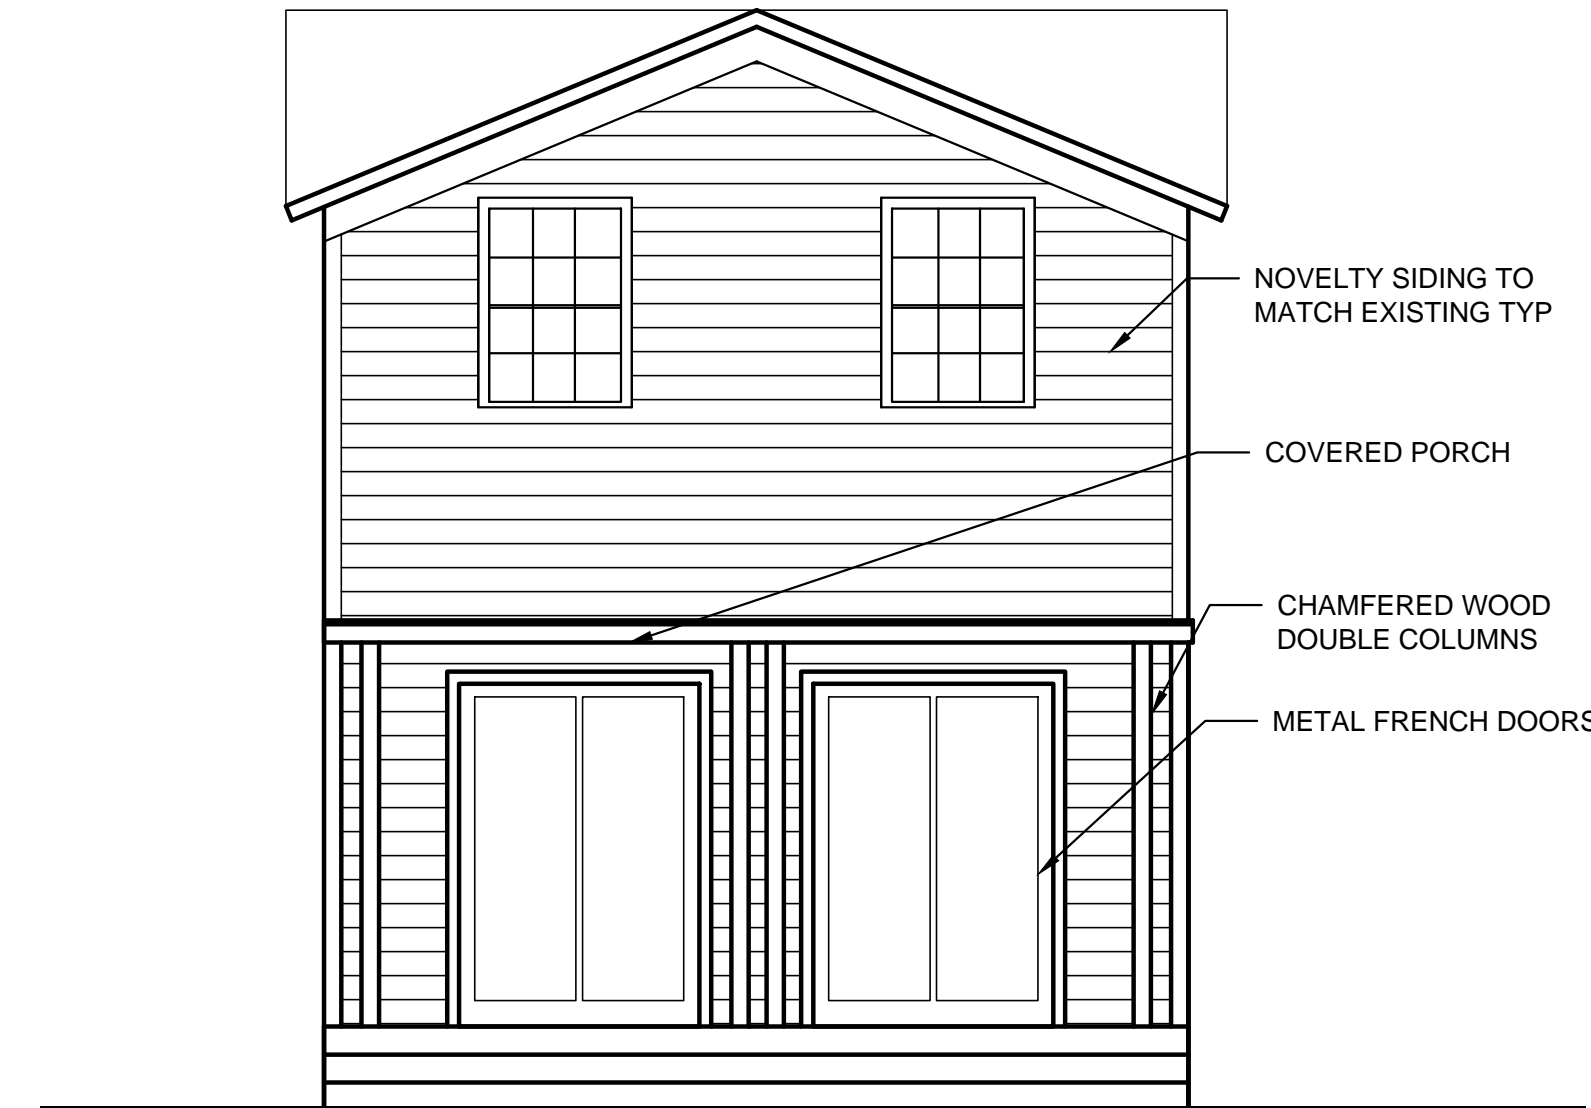 NOVELTY SIDING TO
MATCH EXISTING TYP
COVERED PORCH
CHAMFERED WOOD
DOUBLE COLUMNS
METAL FRENCH DOORS